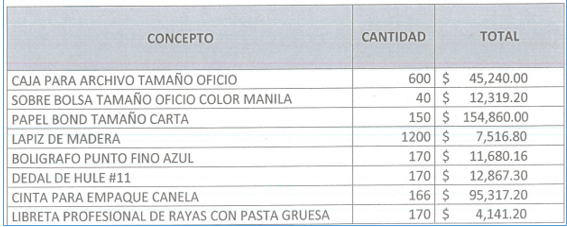 CONCEPTO CANTIDAD TOTAL
CAJA PARA ARCHIVO TAMAÑO OFICIO 600 $ 45,240.00
SOBRE BOLSA TAMAÑO OFICIO COLOR MANILA 40 $ 12,319.20
PAPEL BOND TAMAÑO CARTA 150 $ 154,860.00
LAPIZ DE MADERA 1200 $ 7,516.80
BOLIGRAFO PUNTO FINO AZUL 170 $ 11,680.16
DEDAL DE HULE #11 170 $ 12,867.30
CINTA PARA EMPAQUE CANELA 166 $ 95,317.20
LIBRETA PROFESIONAL DE RAYAS CON PASTA GRUESA 170 $ 4,141.20